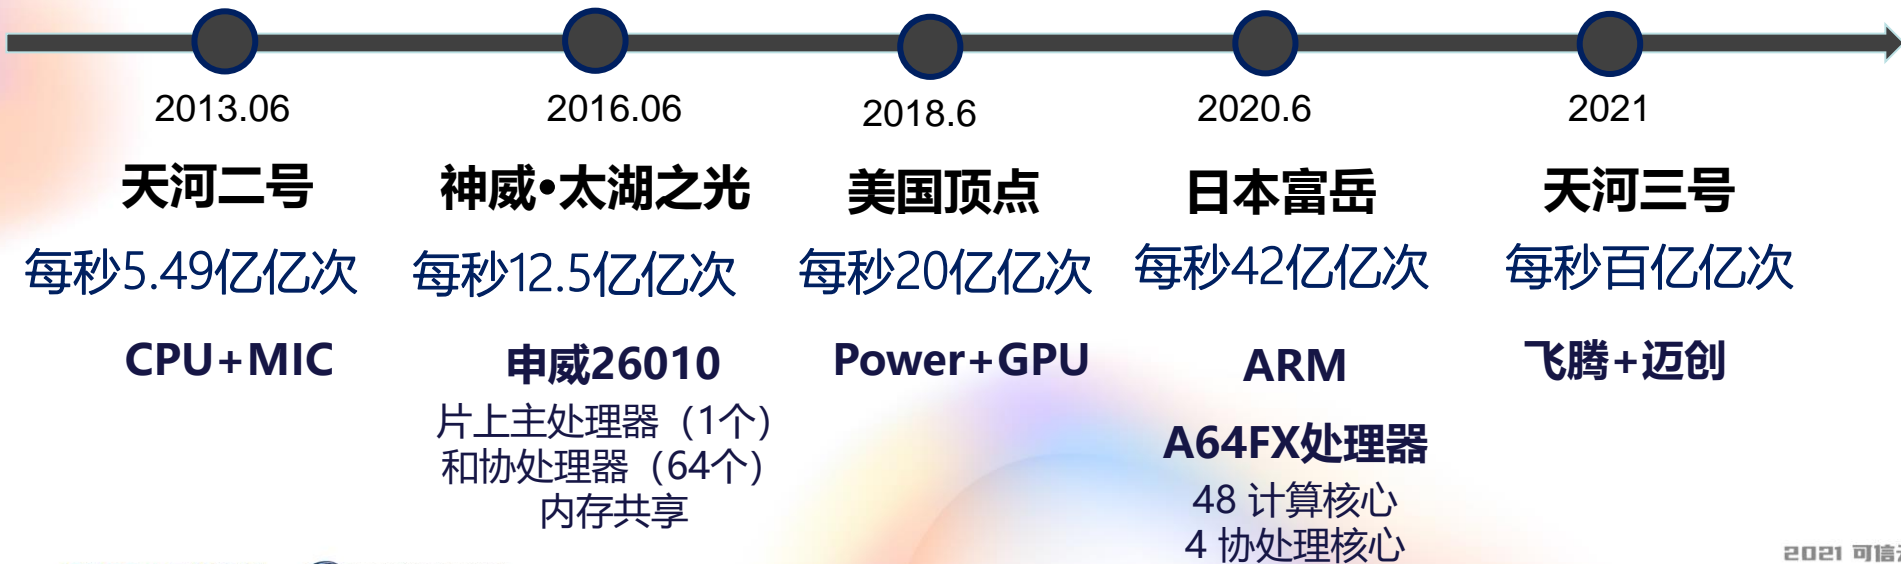 2013.06
天河二号
每秒5.49亿亿次
CPU+MIC
2016.06
神威•太湖之光
每秒12.5亿亿次
申威26010
片上主处理器（1个）
和协处理器（64个）
内存共享
2018.6
美国顶点
每秒20亿亿次
Power+GPU
2020.6
日本富岳
每秒42亿亿次
ARM
A64FX处理器
48 计算核心
4 协处理核心
2021
天河三号
每秒百亿亿次
飞腾+迈创
2021 可信